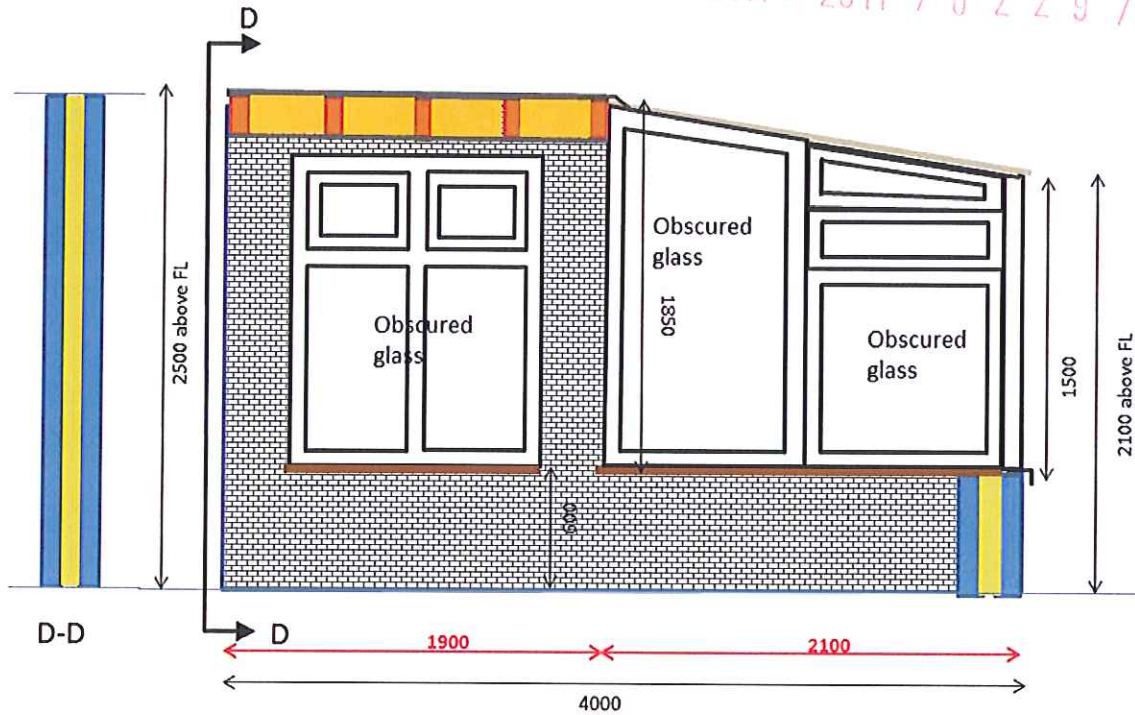 D
2500 above FL
Obscured
glass
Obscured
glass
1850
Obscured
glass
1500
2100 above FL
600
D-D
D
1900
2100
4000